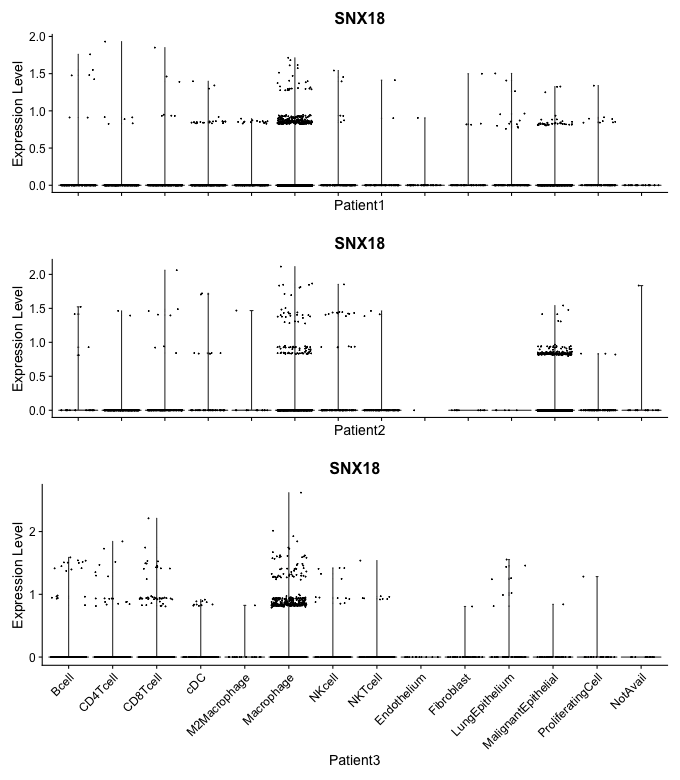 SNX18
Expression Level
2.0
1.5
1.0
0.5
0.0
Patient1
SNX18
Expression Level
2.0
1.5
1.0
0.5
0.0
Patient2
SNX18
Expression Level
2
1
0
Bcell
CD4Tcell
CD8Tcell
cDC
M2Macrophage
Macrophage
NKcell
NKTcell
Endothelium
Fibroblast
LungEpithelium
MalignantEpithelial
ProliferatingCell
NotAvail
Patient3